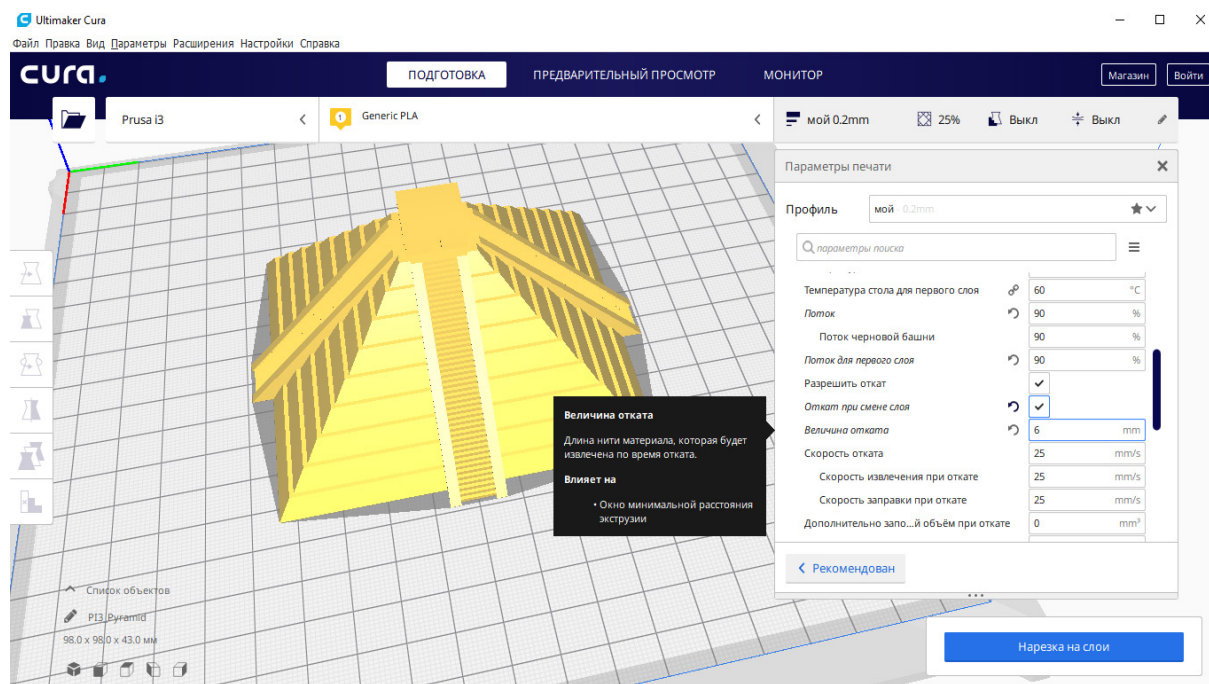 Ultimaker Cura
Файл Правка Вид Параметры Расширения Настройки Справка
cura.
ПОДГОТОВКА
ПРЕДВАРИТЕЛЬНЫЙ ПРОСМОТР
МОНИТОР
Магазин
Войти
Prusa i3
1
Generic PLA
мой 0.2mm
25%
Выкл
Выкл
Параметры печати
Профиль
мой - 0.2mm
параметры поиска
Температура стола для первого слоя 60 °C
Поток 90 %
Поток черновой башни 90 %
Поток для первого слоя 90 %
Разрешить откат
Откат при смене слоя
Величина отката 6 mm
Скорость отката 25 mm/s
Скорость извлечения при откате 25 mm/s
Скорость заправки при откате 25 mm/s
Дополнительно запо...й объём при откате 0 mm³
Рекомендован
Величина отката
Длина нити материала, которая будет
извлечена по время отката.
Влияет на
• Окно минимальной расстояния
экструзии
Список объектов
PI3_Pyramid
98.0 x 98.0 x 43.0 мм
Нарезка на слои